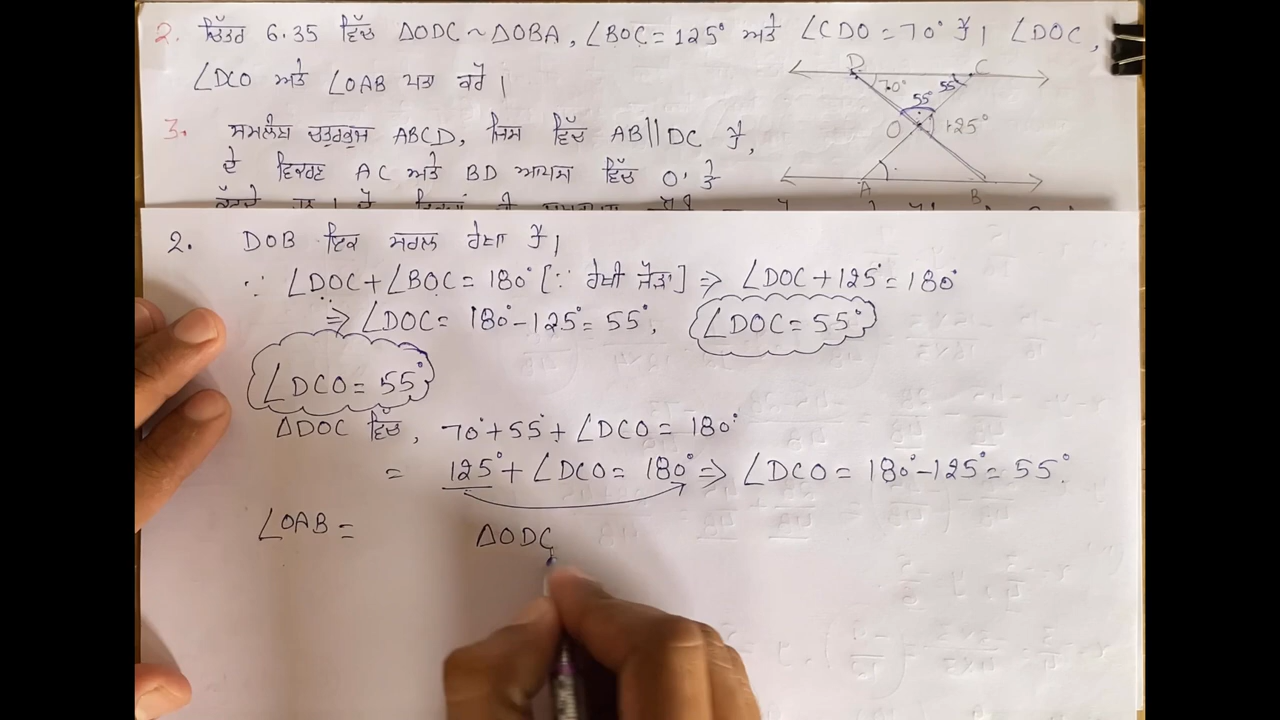 2. ਚਿੱਤਰ 6.35 ਵਿੱਚ ΔODC ~ ΔOBA, ∠BOC = 125° ਅਤੇ ∠CDO = 70° ਹੈ। ∠DOC,
∠DCO ਅਤੇ ∠OAB ਪਤਾ ਕਰੋ।
D C
70° 55°
55°
O 125°
A B
3. ਸਮਲੰਬ ਚਤੁਰਭੁਜ ABCD, ਜਿਸ ਵਿੱਚ AB||DC ਹੈ,
ਦੇ ਵਿਕਰਣ AC ਅਤੇ BD ਆਪਸ ਵਿੱਚ O' ਤੇ
2. DOB ਇਕ ਸਰਲ ਰੇਖਾ ਹੈ।
∵ ∠DOC + ∠BOC = 180° [∵ ਰੇਖੀ ਜੋੜਾ] ⇒ ∠DOC + 125° = 180°
⇒ ∠DOC = 180° - 125° = 55°, ∠DOC = 55°
∠DCO = 55°
ΔDOC ਵਿੱਚ, 70° + 55° + ∠DCO = 180°
= 125° + ∠DCO = 180° ⇒ ∠DCO = 180° - 125° = 55°.
∠OAB = ΔODC